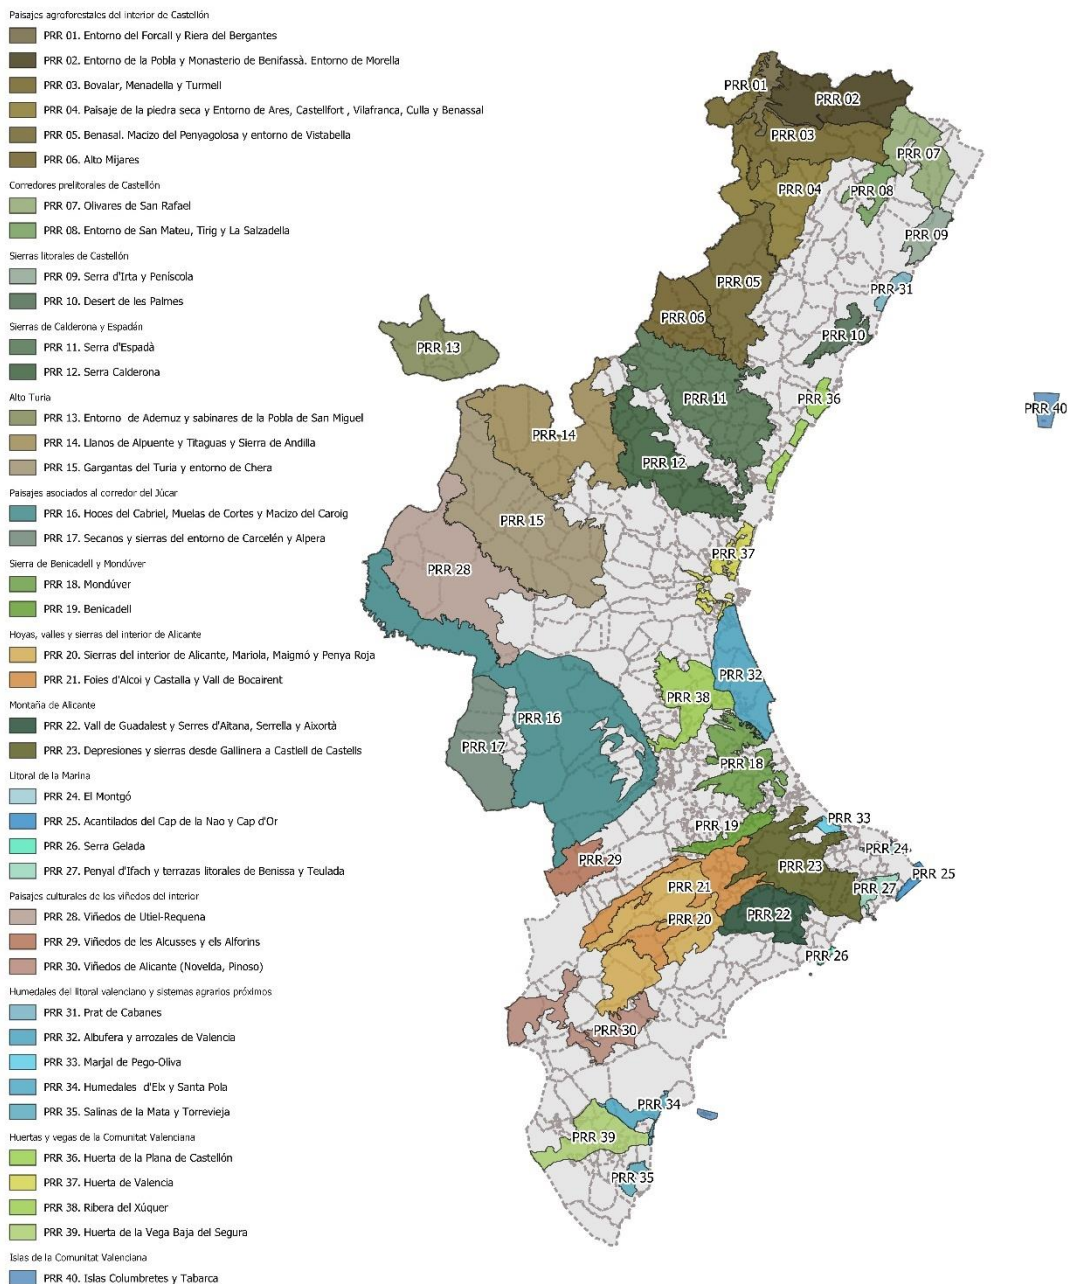 Paisajes agroforestales del interior de Castellón
PRR 01. Entorno del Forcall y Riera del Bergantes
PRR 02. Entorno de la Pobla y Monasterio de Benifassà. Entorno de Morella
PRR 03. Bovalar, Menadella y Turmell
PRR 04. Paisaje de la piedra seca y Entorno de Ares, Castellfort , Vilafranca, Culla y Benassal
PRR 05. Benasal. Macizo del Penyagolosa y entorno de Vistabella
PRR 06. Alto Mijares
Corredores prelitorales de Castellón
PRR 07. Olivares de San Rafael
PRR 08. Entorno de San Mateu, Tirig y La Salzadella
Sierras litorales de Castellón
PRR 09. Serra d'Irta y Peníscola
PRR 10. Desert de les Palmes
Sierras de Calderona y Espadán
PRR 11. Serra d'Espadà
PRR 12. Serra Calderona
Alto Turia
PRR 13. Entorno de Ademuz y sabinares de la Pobla de San Miguel
PRR 14. Llanos de Alpuente y Titaguas y Sierra de Andilla
PRR 15. Gargantas del Turia y entorno de Chera
Paisajes asociados al corredor del Júcar
PRR 16. Hoces del Cabriel, Muelas de Cortes y Macizo del Caroig
PRR 17. Secanos y sierras del entorno de Carcelén y Alpera
Sierra de Benicadell y Mondúver
PRR 18. Mondúver
PRR 19. Benicadell
Hoyas, valles y sierras del interior de Alicante
PRR 20. Sierras del interior de Alicante, Mariola, Maigmó y Penya Roja
PRR 21. Foies d'Alcoi y Castalla y Vall de Bocairent
Montaña de Alicante
PRR 22. Vall de Guadalest y Serres d'Aitana, Serrella y Aixortà
PRR 23. Depresiones y sierras desde Gallinera a Castlell de Castells
Litoral de la Marina
PRR 24. El Montgó
PRR 25. Acantilados del Cap de la Nao y Cap d'Or
PRR 26. Serra Gelada
PRR 27. Penyal d'Ifach y terrazas litorales de Benissa y Teulada
Paisajes culturales de los viñedos del interior
PRR 28. Viñedos de Utiel-Requena
PRR 29. Viñedos de les Alcusses y els Alforins
PRR 30. Viñedos de Alicante (Novelda, Pinoso)
Humedales del litoral valenciano y sistemas agrarios próximos
PRR 31. Prat de Cabanes
PRR 32. Albufera y arrozales de Valencia
PRR 33. Marjal de Pego-Oliva
PRR 34. Humedales d'Elx y Santa Pola
PRR 35. Salinas de la Mata y Torrevieja
Huertas y vegas de la Comunitat Valenciana
PRR 36. Huerta de la Plana de Castellón
PRR 37. Huerta de Valencia
PRR 38. Ribera del Xúquer
PRR 39. Huerta de la Vega Baja del Segura
Islas de la Comunitat Valenciana
PRR 40. Islas Columbretes y Tabarca
PRR 01
PRR 02
PRR 03
PRR 07
PRR 04
PRR 08
PRR 09
PRR 05
PRR 31
PRR 06
PRR 10
PRR 13
PRR 11
PRR 36
PRR 40
PRR 14
PRR 12
PRR 15
PRR 37
PRR 28
PRR 32
PRR 38
PRR 16
PRR 17
PRR 18
PRR 19
PRR 33
PRR 24
PRR 29
PRR 23
PRR 25
PRR 21
PRR 27
PRR 20
PRR 22
PRR 26
PRR 30
PRR 34
PRR 39
PRR 35